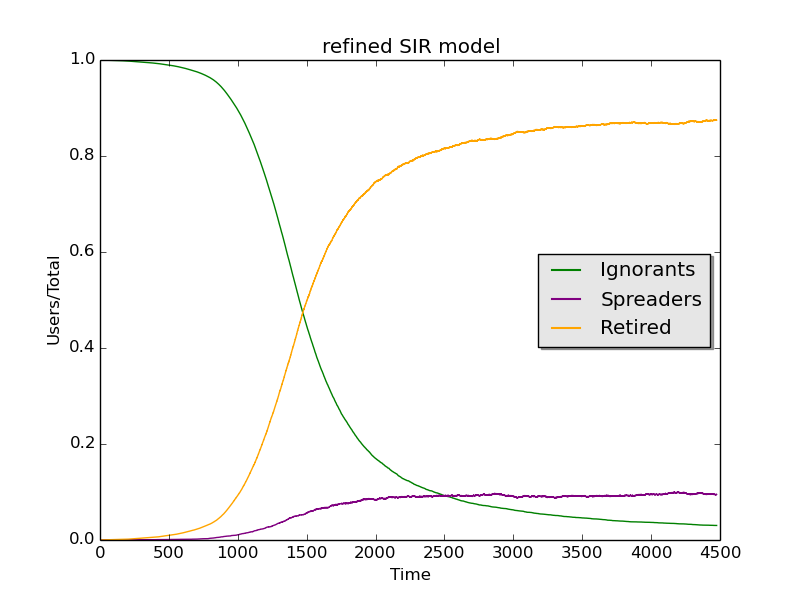 refined SIR model
1.0
0.8
0.6
0.4
0.2
0.0
Users/Total
Ignorants
Spreaders
Retired
0 500 1000 1500 2000 2500 3000 3500 4000 4500
Time